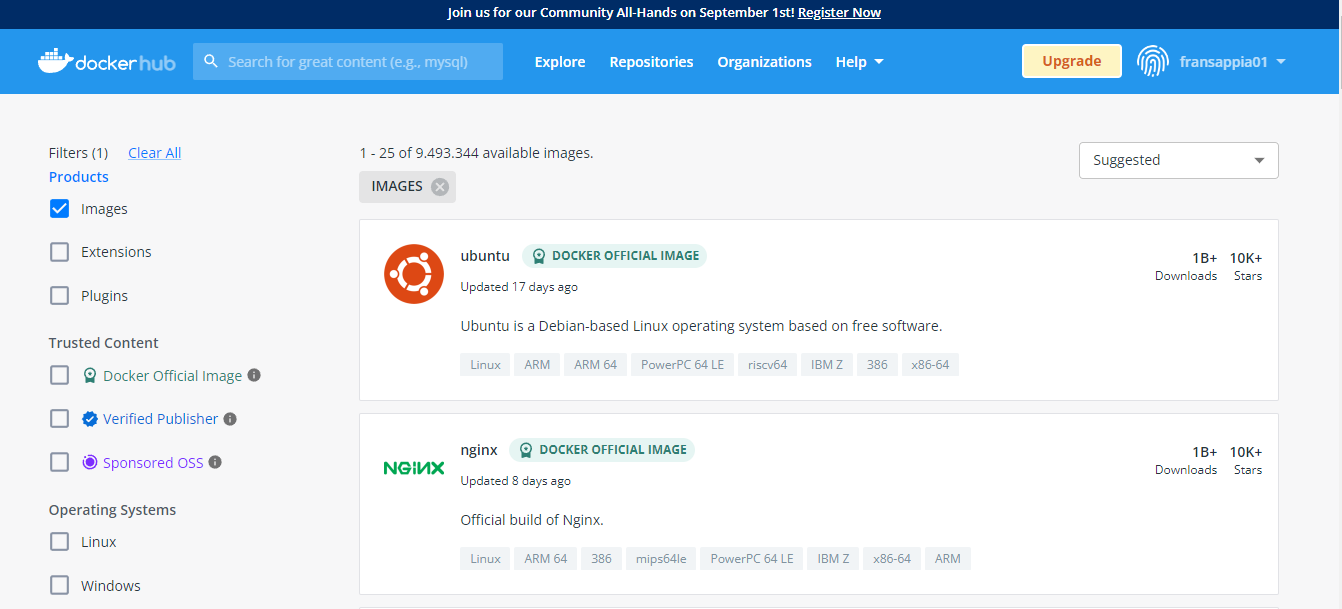 Join us for our Community All-Hands on September 1st! Register Now
dockerhub
Search for great content (e.g., mysql)
Explore
Repositories
Organizations
Help
Upgrade
fransappia01
Filters (1)
Clear All
Products
Images
Extensions
Plugins
Trusted Content
Docker Official Image
Verified Publisher
Sponsored OSS
Operating Systems
Linux
Windows
1 - 25 of 9.493.344 available images.
Suggested
IMAGES
ubuntu
DOCKER OFFICIAL IMAGE
1B+ 10K+
Downloads Stars
Updated 17 days ago
Ubuntu is a Debian-based Linux operating system based on free software.
Linux ARM ARM 64 PowerPC 64 LE riscv64 IBM Z 386 x86-64
NGINX
nginx
DOCKER OFFICIAL IMAGE
1B+ 10K+
Downloads Stars
Updated 8 days ago
Official build of Nginx.
Linux ARM 64 386 mips64le PowerPC 64 LE IBM Z x86-64 ARM